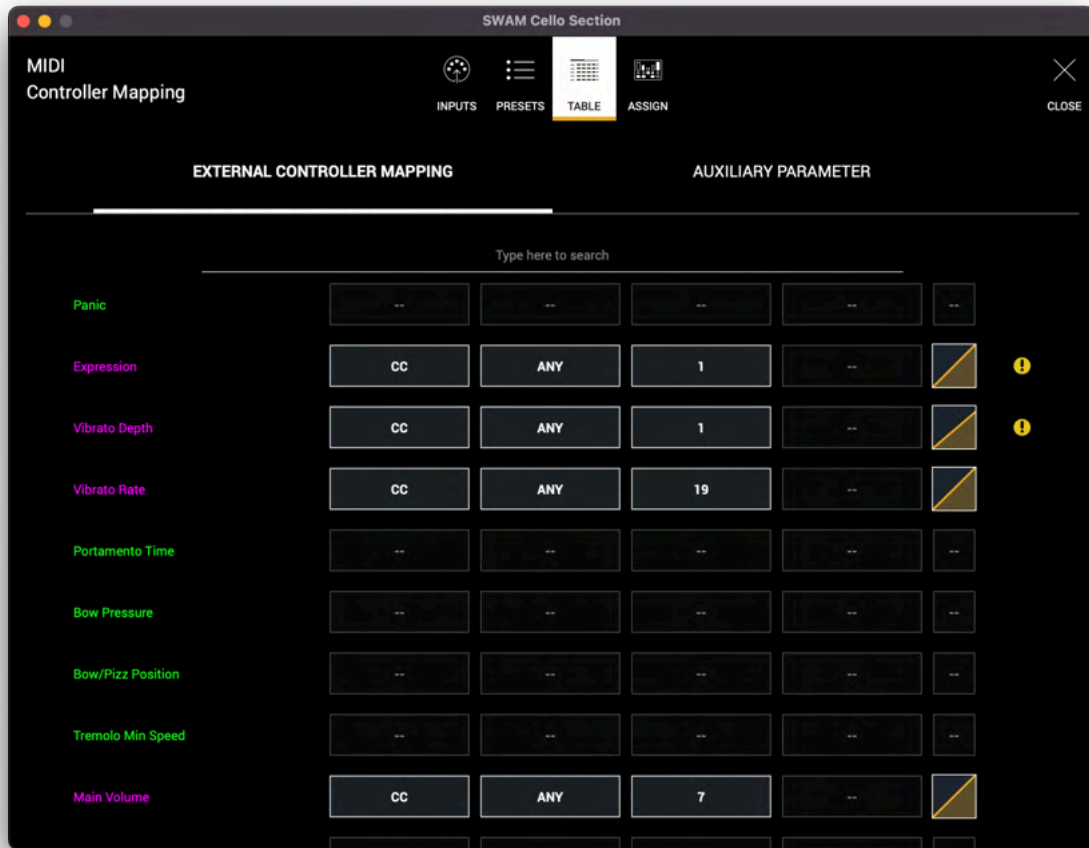 SWAM Cello Section
MIDI
Controller Mapping
INPUTS PRESETS TABLE ASSIGN
CLOSE
EXTERNAL CONTROLLER MAPPING AUXILIARY PARAMETER
Type here to search
Panic -- -- -- -- --
Expression CC ANY 1 -- !
Vibrato Depth CC ANY 1 -- !
Vibrato Rate CC ANY 19 --
Portamento Time -- -- -- -- --
Bow Pressure -- -- -- -- --
Bow/Pizz Position -- -- -- -- --
Tremolo Min Speed -- -- -- -- --
Main Volume CC ANY 7 --